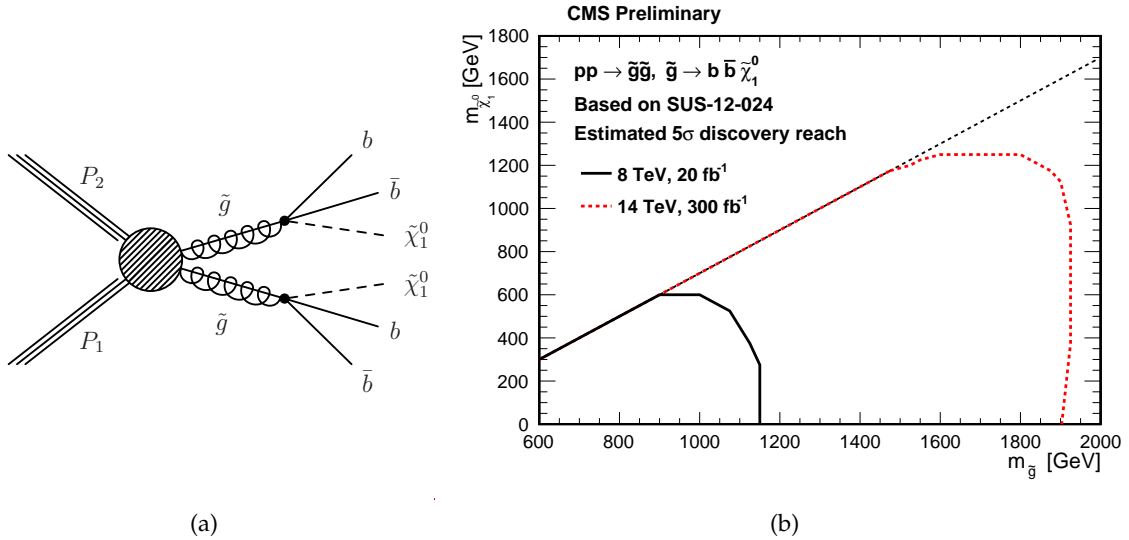 P₂
P₁
g̃
g̃
b
b̄
χ̃₁⁰
χ̃₁⁰
b
b̄
(a)
CMS Preliminary
pp → g̃g̃, g̃ → b b̄ χ̃₁⁰
Based on SUS-12-024
Estimated 5σ discovery reach
8 TeV, 20 fb⁻¹
14 TeV, 300 fb⁻¹
m_χ̃₁⁰ [GeV]
1800
1600
1400
1200
1000
800
600
400
200
0
600 800 1000 1200 1400 1600 1800 2000
m_g̃ [GeV]
(b)